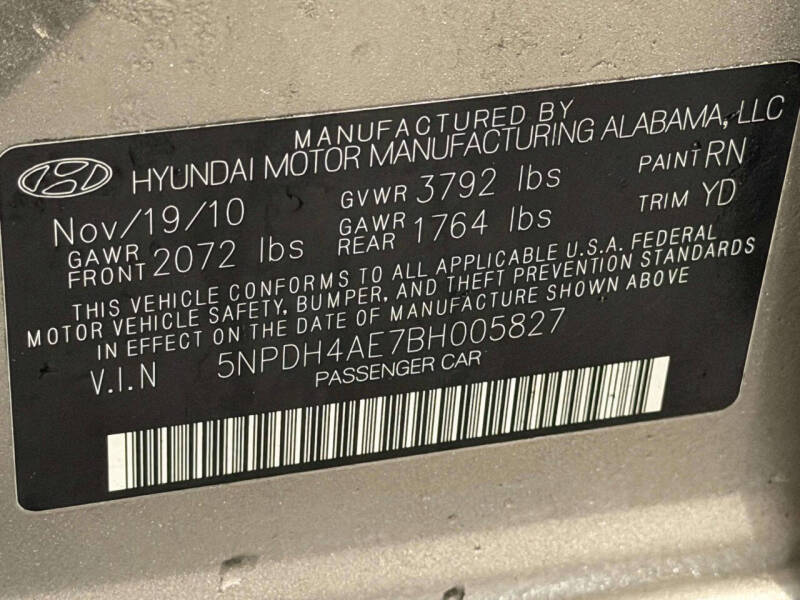 MANUFACTURED BY
HYUNDAI MOTOR MANUFACTURING ALABAMA, LLC
Nov/19/10 GVWR 3792 lbs PAINT RN
GAWR FRONT 2072 lbs GAWR REAR 1764 lbs TRIM YD
THIS VEHICLE CONFORMS TO ALL APPLICABLE U.S.A. FEDERAL
MOTOR VEHICLE SAFETY, BUMPER, AND THEFT PREVENTION STANDARDS
IN EFFECT ON THE DATE OF MANUFACTURE SHOWN ABOVE
V.I.N 5NPDH4AE7BH005827
PASSENGER CAR